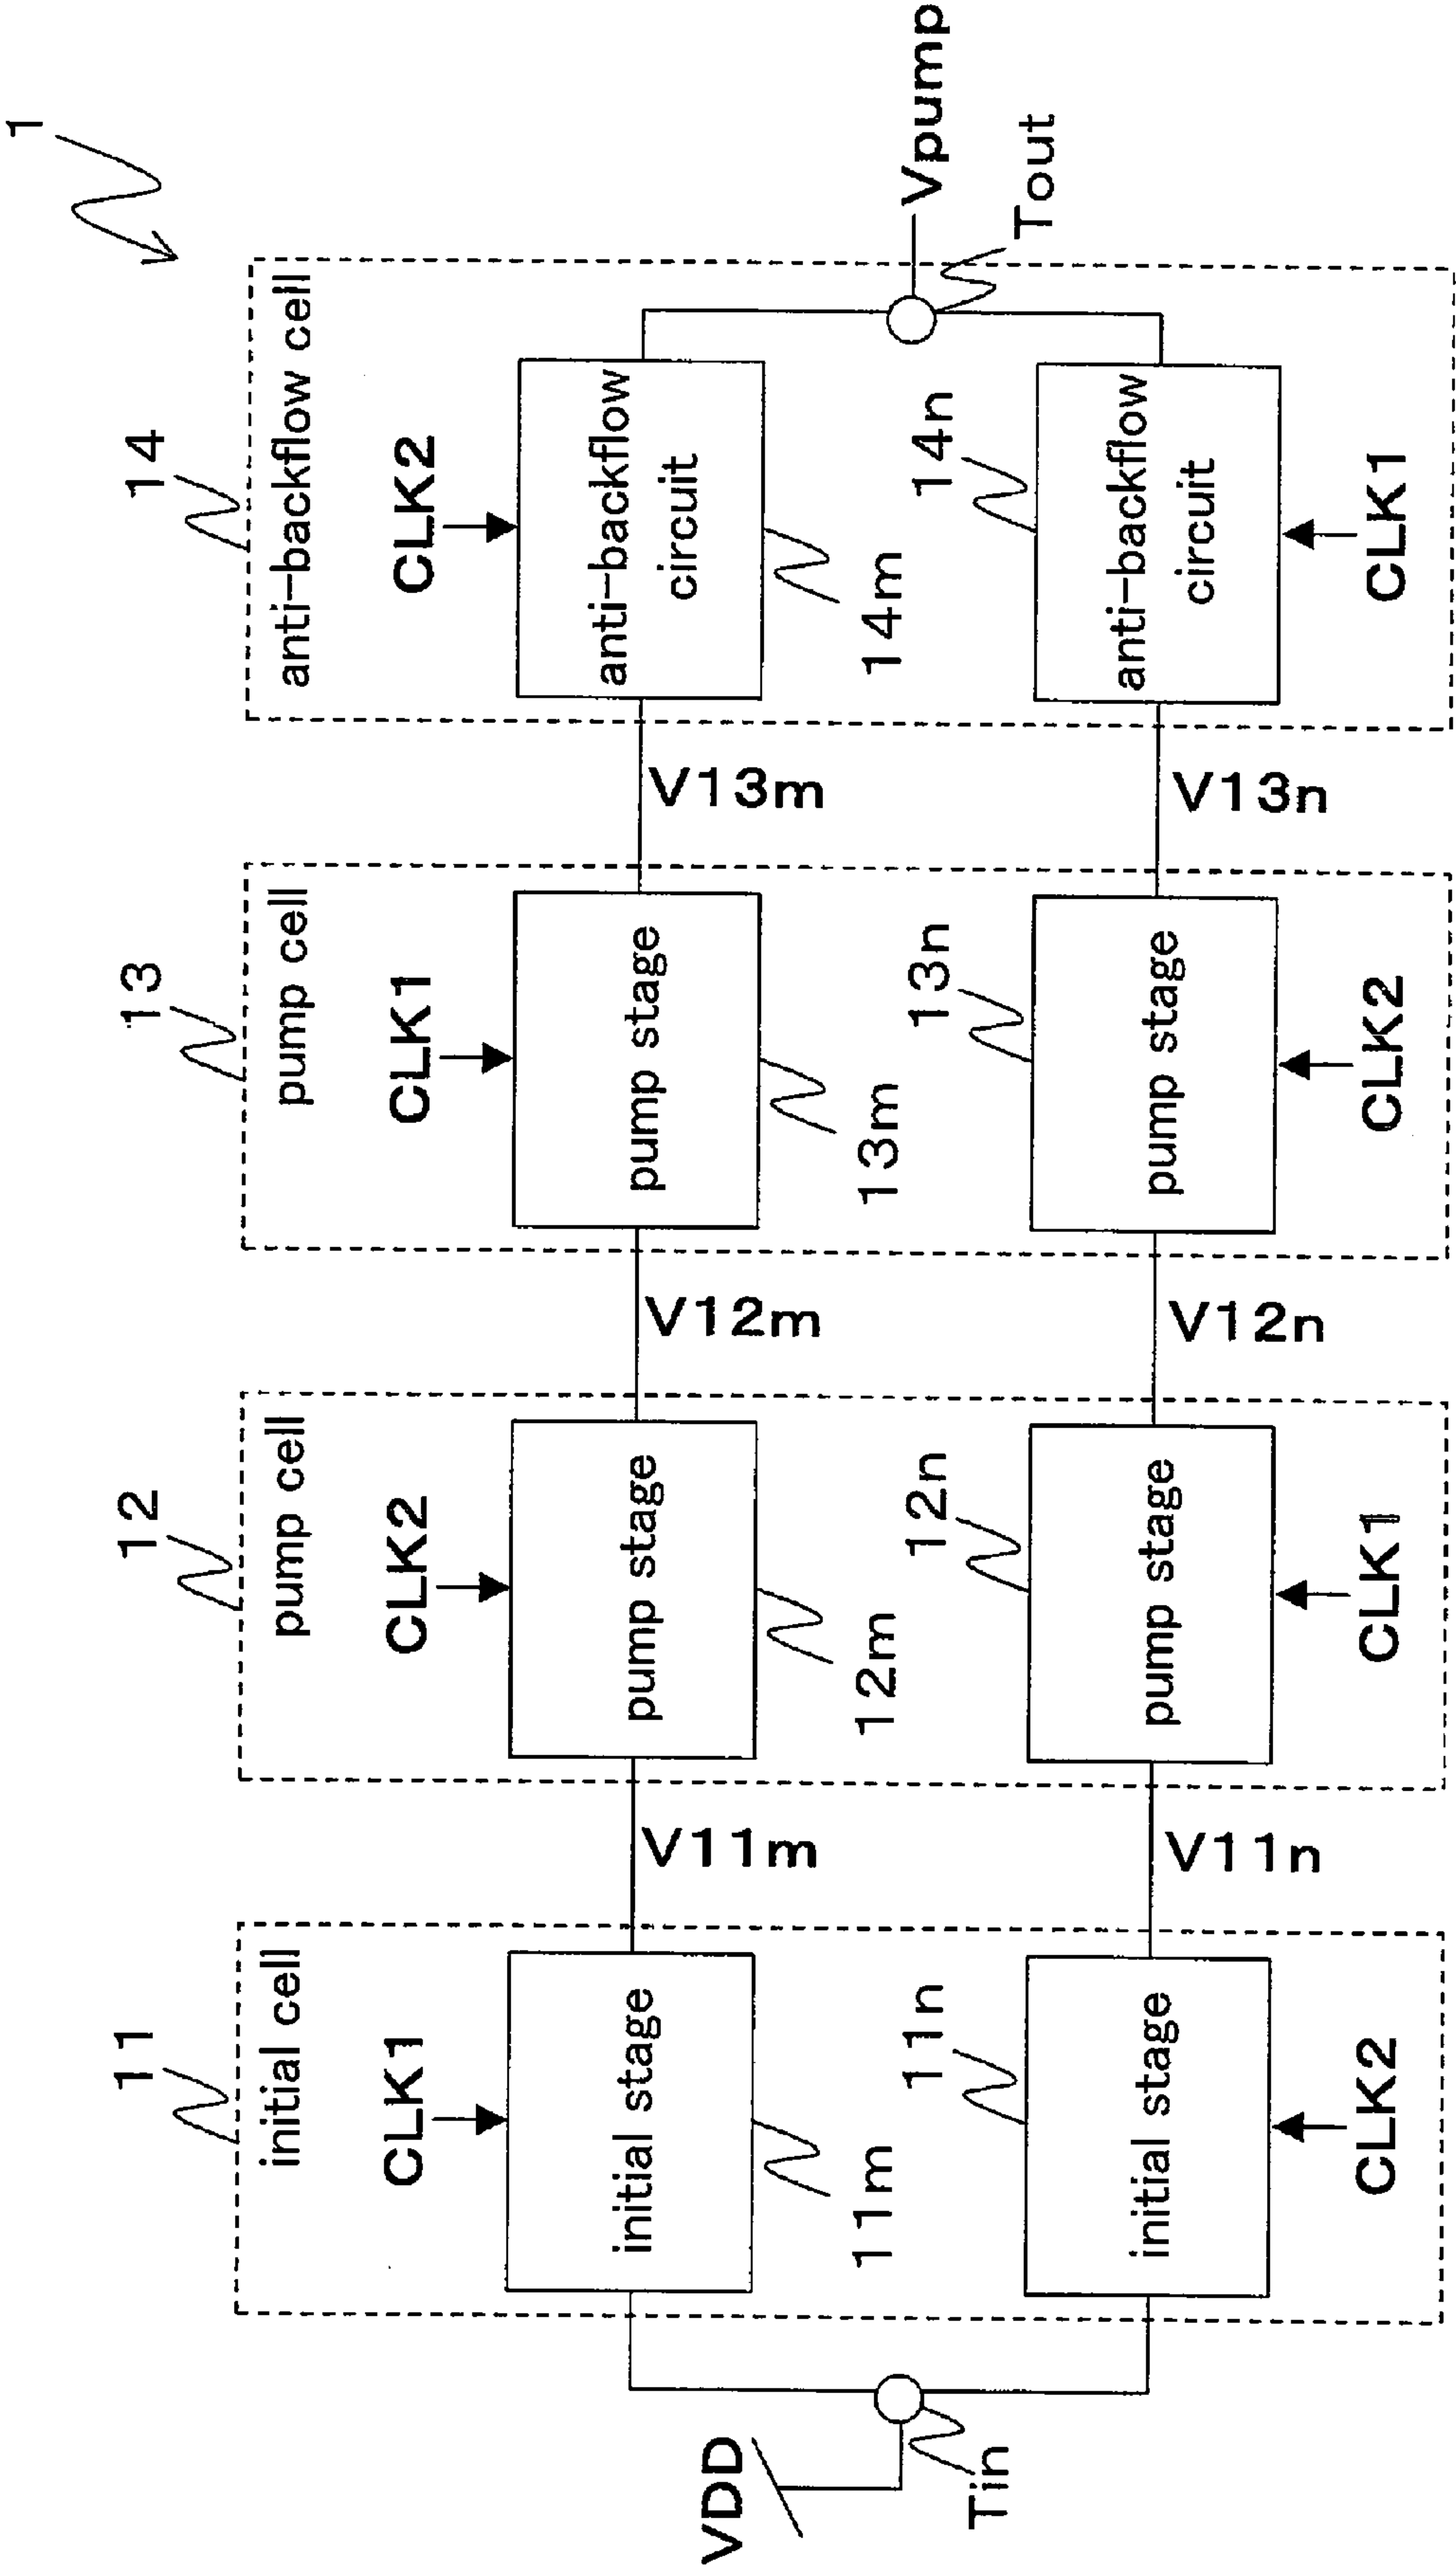 1
11
12
13
14
initial cell
pump cell
pump cell
anti-backflow cell
CLK1
CLK2
CLK1
CLK2
initial stage
pump stage
pump stage
anti-backflow
circuit
V11m
V12m
V13m
11m
12m
13m
14m
VDD
Tin
Vpump
Tout
11n
12n
13n
14n
initial stage
pump stage
pump stage
anti-backflow
circuit
V11n
V12n
V13n
CLK2
CLK1
CLK2
CLK1